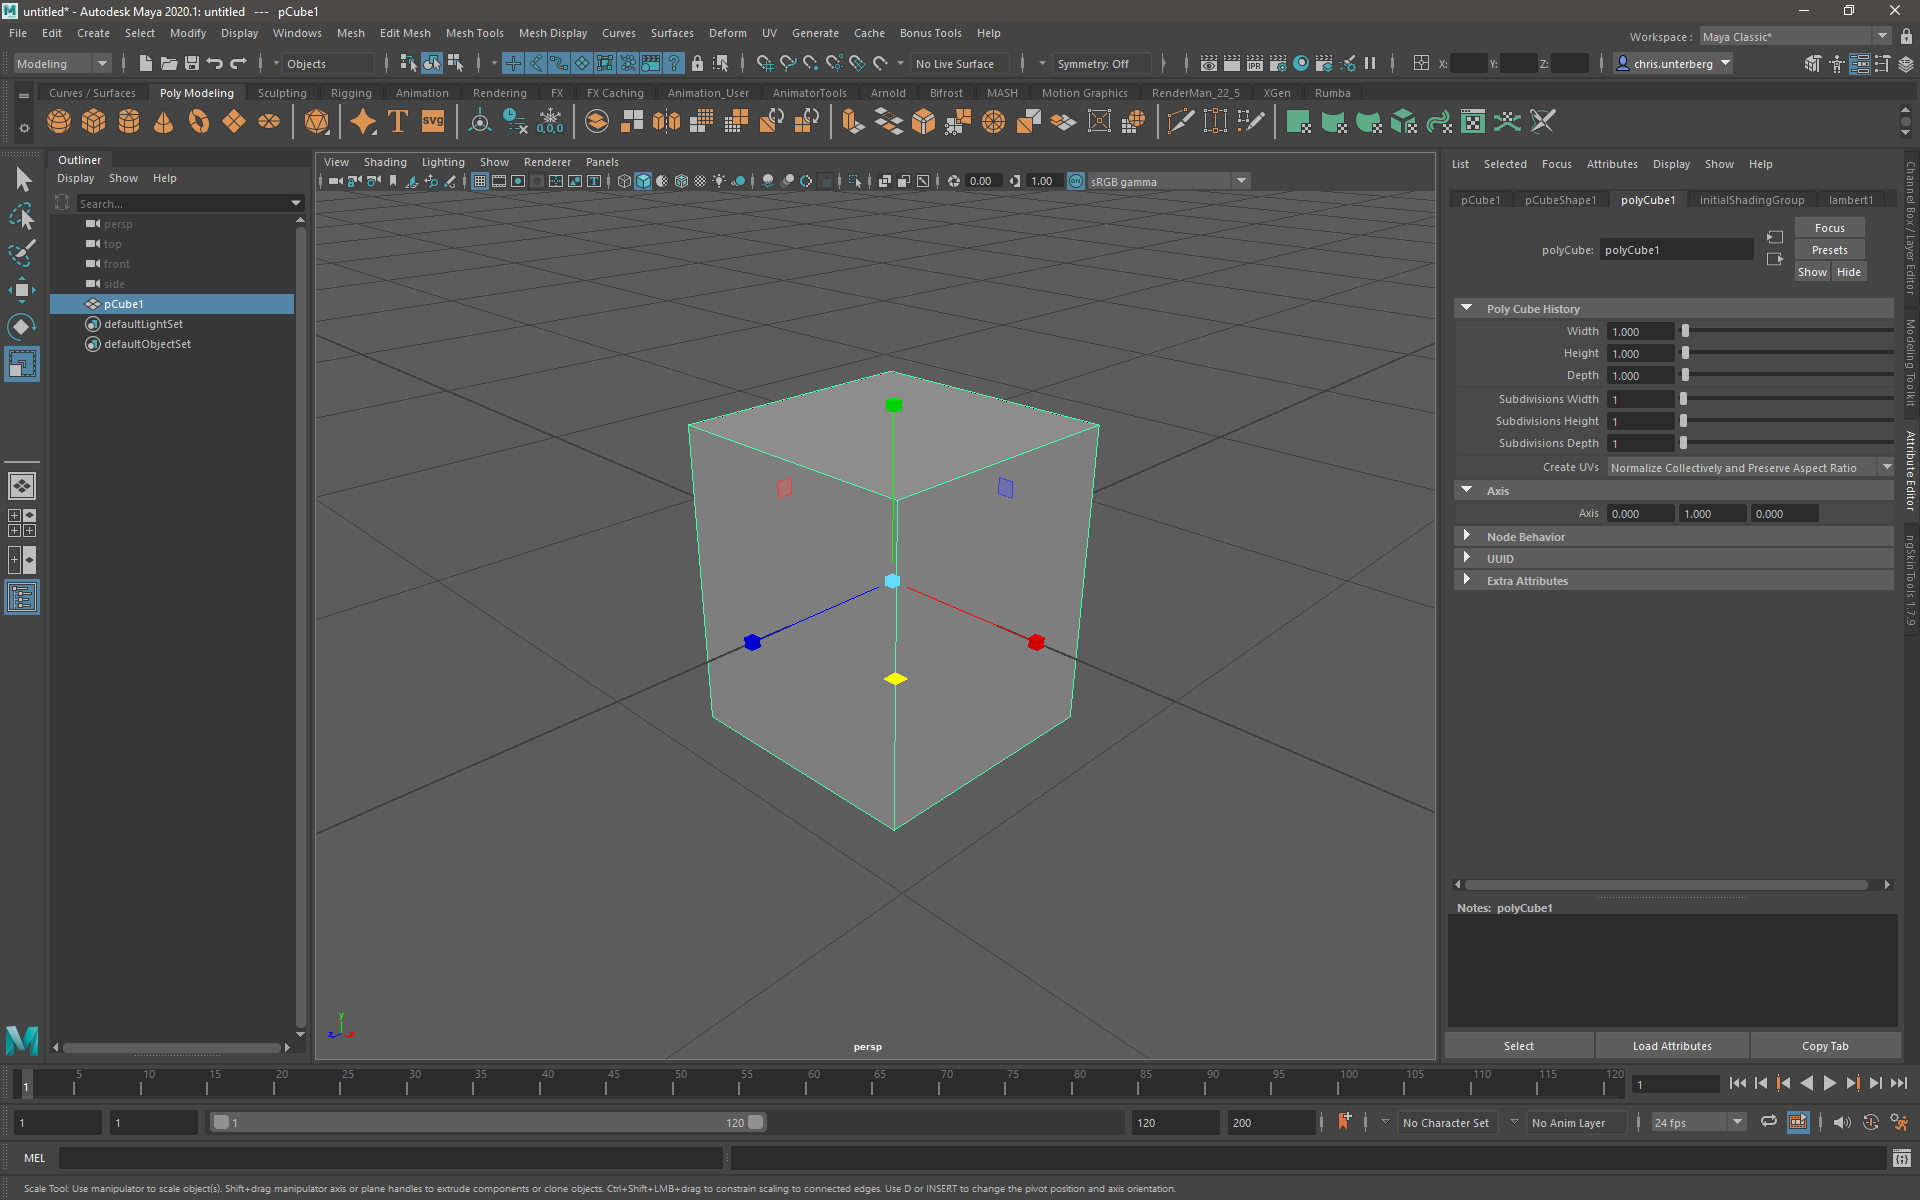 untitled* - Autodesk Maya 2020.1: untitled   ---   pCube1
File Edit Create Select Modify Display Windows Mesh Edit Mesh Mesh Tools Mesh Display Curves Surfaces Deform UV Generate Cache Bonus Tools Help
Workspace : Maya Classic*
Modeling Objects No Live Surface Symmetry: Off IPR X: Y: Z: chris.unterberg
Curves / Surfaces Poly Modeling Sculpting Rigging Animation Rendering FX FX Caching Animation_User AnimatorTools Arnold Bifrost MASH Motion Graphics RenderMan_22_5 XGen Rumba
T svg 0,0,0
Outliner
Display Show Help
Search...
persp
top
front
side
pCube1
defaultLightSet
defaultObjectSet
View Shading Lighting Show Renderer Panels
0.00 1.00 ON sRGB gamma
y
z x
persp
List Selected Focus Attributes Display Show Help
pCube1 pCubeShape1 polyCube1 initialShadingGroup lambert1
polyCube: polyCube1
Focus
Presets
Show Hide
Poly Cube History
Width 1.000
Height 1.000
Depth 1.000
Subdivisions Width 1
Subdivisions Height 1
Subdivisions Depth 1
Create UVs Normalize Collectively and Preserve Aspect Ratio
Axis
Axis 0.000 1.000 0.000
Node Behavior
UUID
Extra Attributes
Notes: polyCube1
Select Load Attributes Copy Tab
Channel Box / Layer Editor
Modeling Toolkit
Attribute Editor
ngSkinTools 1.7.9
1 5 10 15 20 25 30 35 40 45 50 55 60 65 70 75 80 85 90 95 100 105 110 115 120 1
1 1 1 120 120 200 No Character Set No Anim Layer 24 fps
MEL
Scale Tool: Use manipulator to scale object(s). Shift+drag manipulator axis or plane handles to extrude components or clone objects. Ctrl+Shift+LMB+drag to constrain scaling to connected edges. Use D or INSERT to change the pivot position and axis orientation.